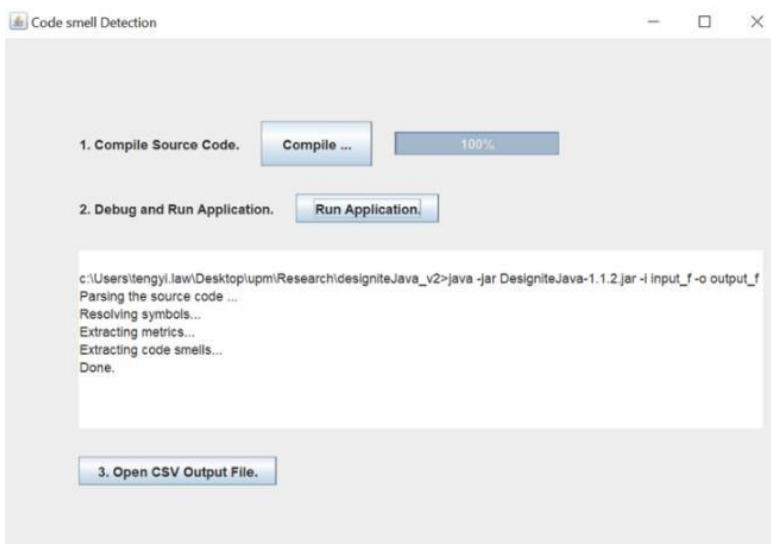 Code smell Detection
1. Compile Source Code. Compile ... 100%
2. Debug and Run Application. Run Application.
c:\Users\tengyi.law\Desktop\upm\Research\designiteJava_v2>java -jar DesigniteJava-1.1.2.jar -i input_f -o output_f
Parsing the source code ...
Resolving symbols...
Extracting metrics...
Extracting code smells...
Done.
3. Open CSV Output File.